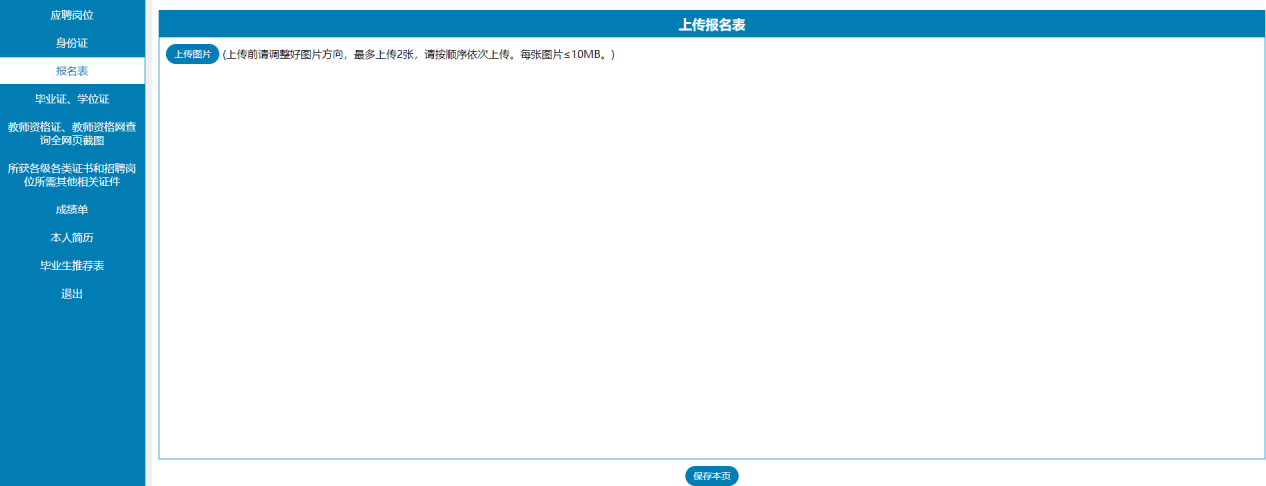 应聘岗位
身份证
报名表
毕业证、学位证
教师资格证、教师资格网查
询全网页截图
所获各级各类证书和招聘岗
位所需其他相关证件
成绩单
本人简历
毕业生推荐表
退出
上传报名表
上传图片 (上传前请调整好图片方向，最多上传2张，请按顺序依次上传。每张图片≤10MB。)
保存本页